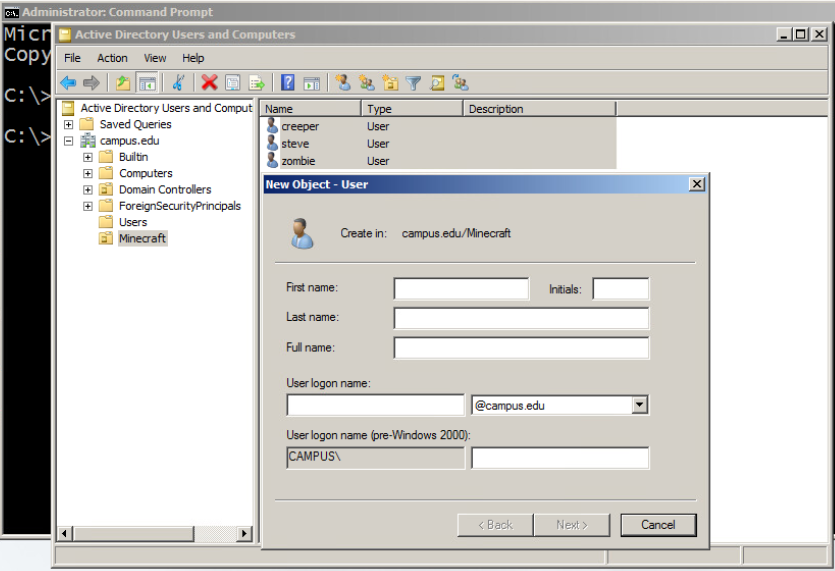 Administrator: Command Prompt
Micr
Copy
C:\>
C:\>
Active Directory Users and Computers
File Action View Help
Active Directory Users and Comput
Saved Queries
campus.edu
Builtin
Computers
Domain Controllers
ForeignSecurityPrincipals
Users
Minecraft
Name Type Description
creeper User
steve User
zombie User
New Object - User
Create in: campus.edu/Minecraft
First name: Initials:
Last name:
Full name:
User logon name:
@campus.edu
User logon name (pre-Windows 2000):
CAMPUS\
< Back Next > Cancel